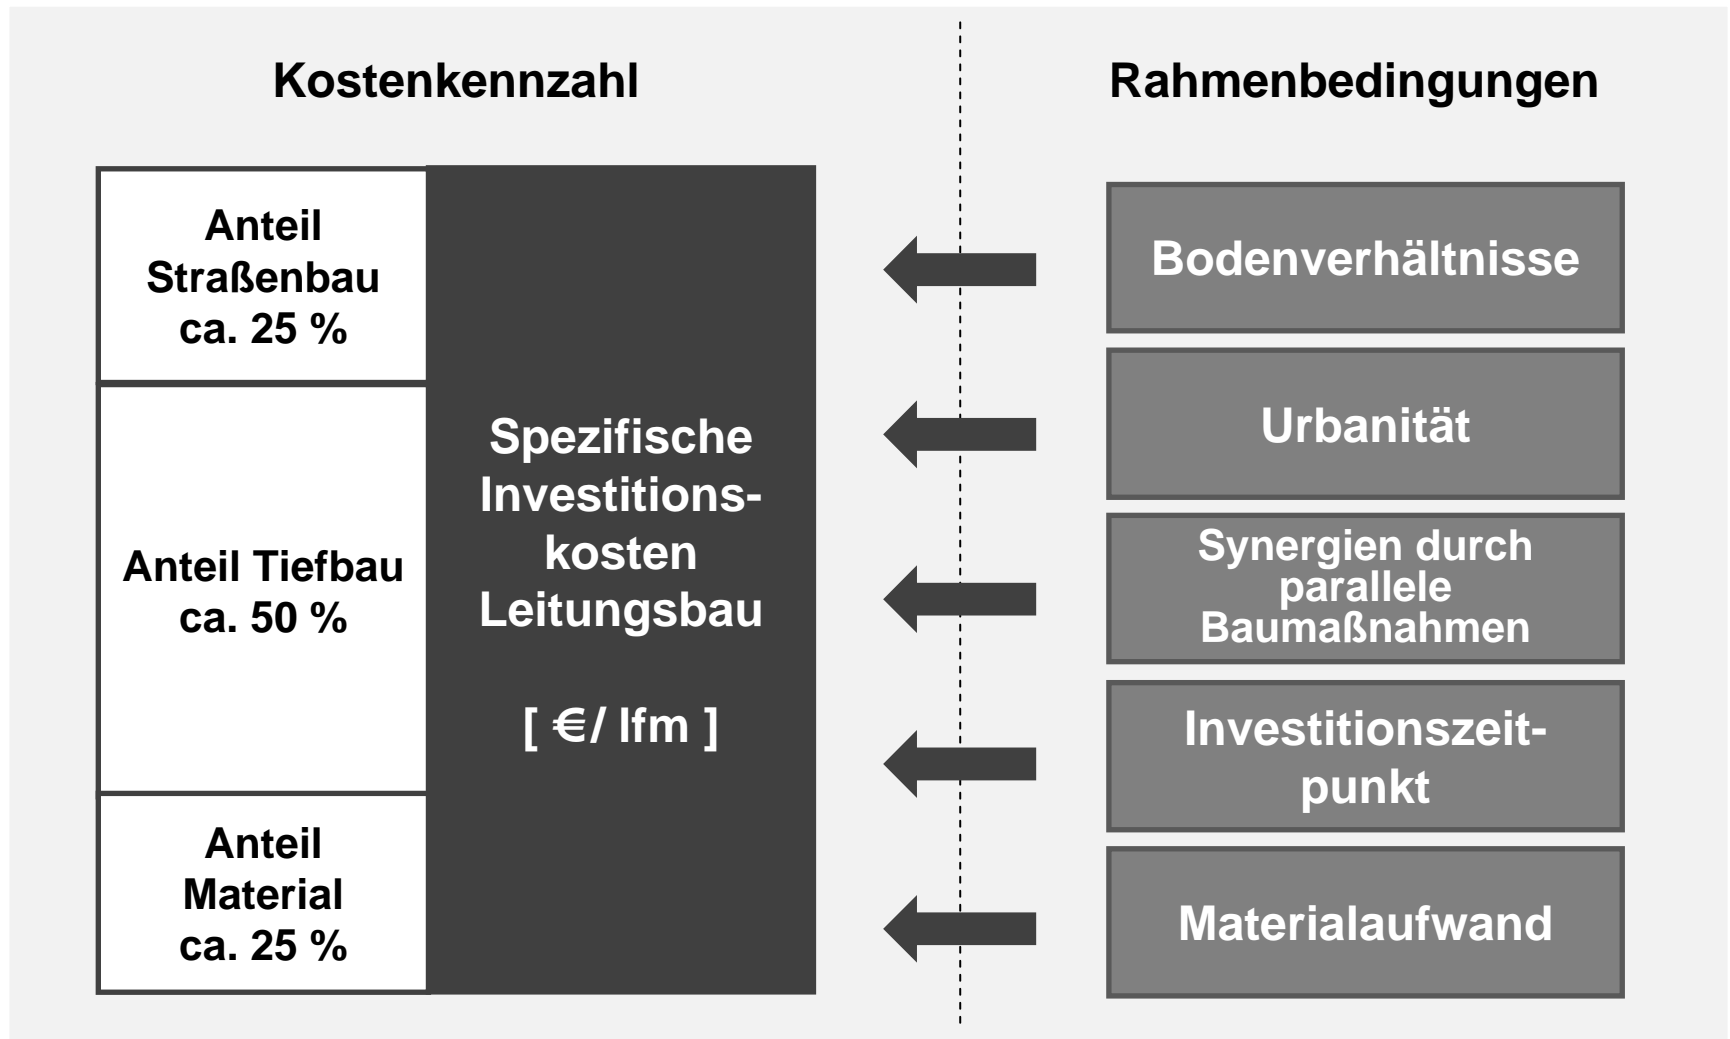 Kostenkennzahl
Anteil
Straßenbau
ca. 25 %
Anteil Tiefbau
ca. 50 %
Anteil
Material
ca. 25 %
Spezifische
Investitions-
kosten
Leitungsbau
[ €/ lfm ]
Rahmenbedingungen
Bodenverhältnisse
Urbanität
Synergien durch
parallele
Baumaßnahmen
Investitionszeit-
punkt
Materialaufwand